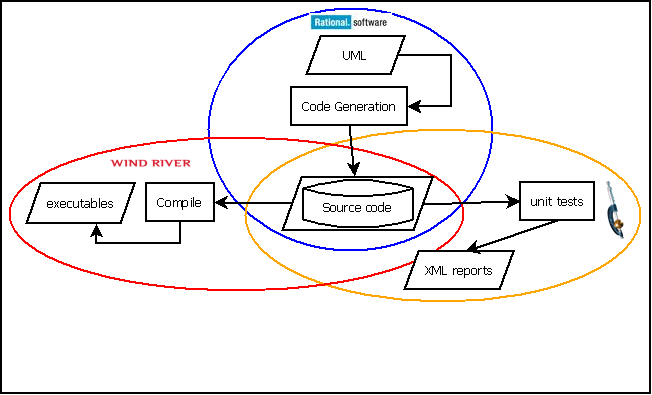 Rational. software
UML
Code Generation
WIND RIVER
executables
Compile
Source code
unit tests
XML reports